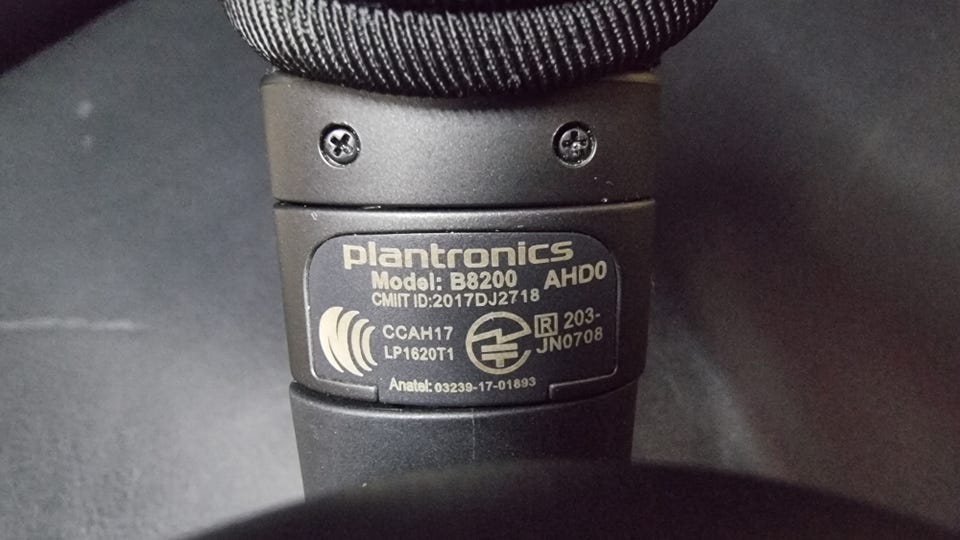 plantronics
Model: B8200 AHD0
CMIIT ID:2017DJ2718
CCAH17
LP1620T1
R 203-
JN0708
Anatel: 03239-17-01893